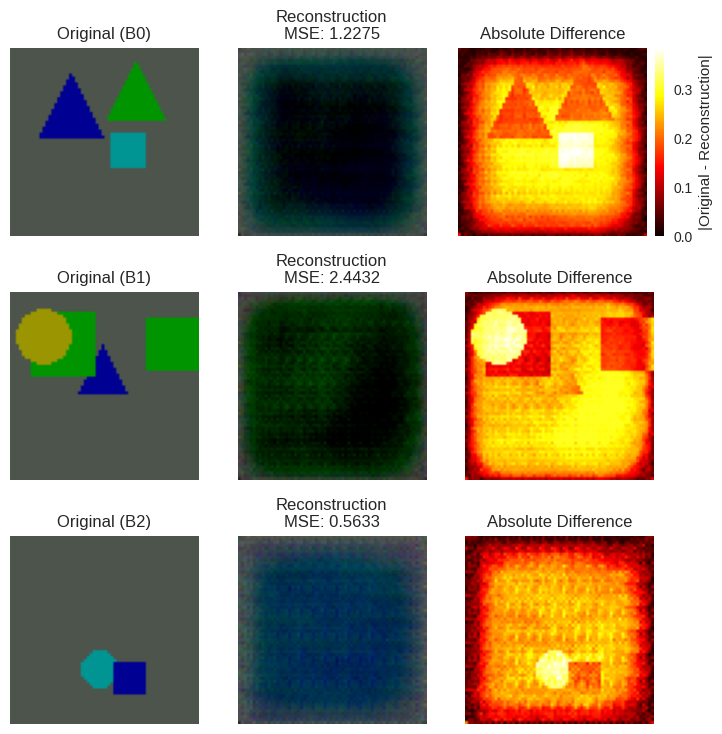 Original (B0)
Reconstruction
MSE: 1.2275
Absolute Difference
0.3
0.2
0.1
0.0
|Original - Reconstruction|
Original (B1)
Reconstruction
MSE: 2.4432
Absolute Difference
Original (B2)
Reconstruction
MSE: 0.5633
Absolute Difference